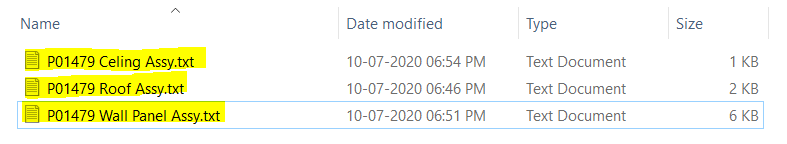 Name Date modified Type Size
P01479 Celing Assy.txt 10-07-2020 06:54 PM Text Document 1 KB
P01479 Roof Assy.txt 10-07-2020 06:46 PM Text Document 2 KB
P01479 Wall Panel Assy.txt 10-07-2020 06:51 PM Text Document 6 KB